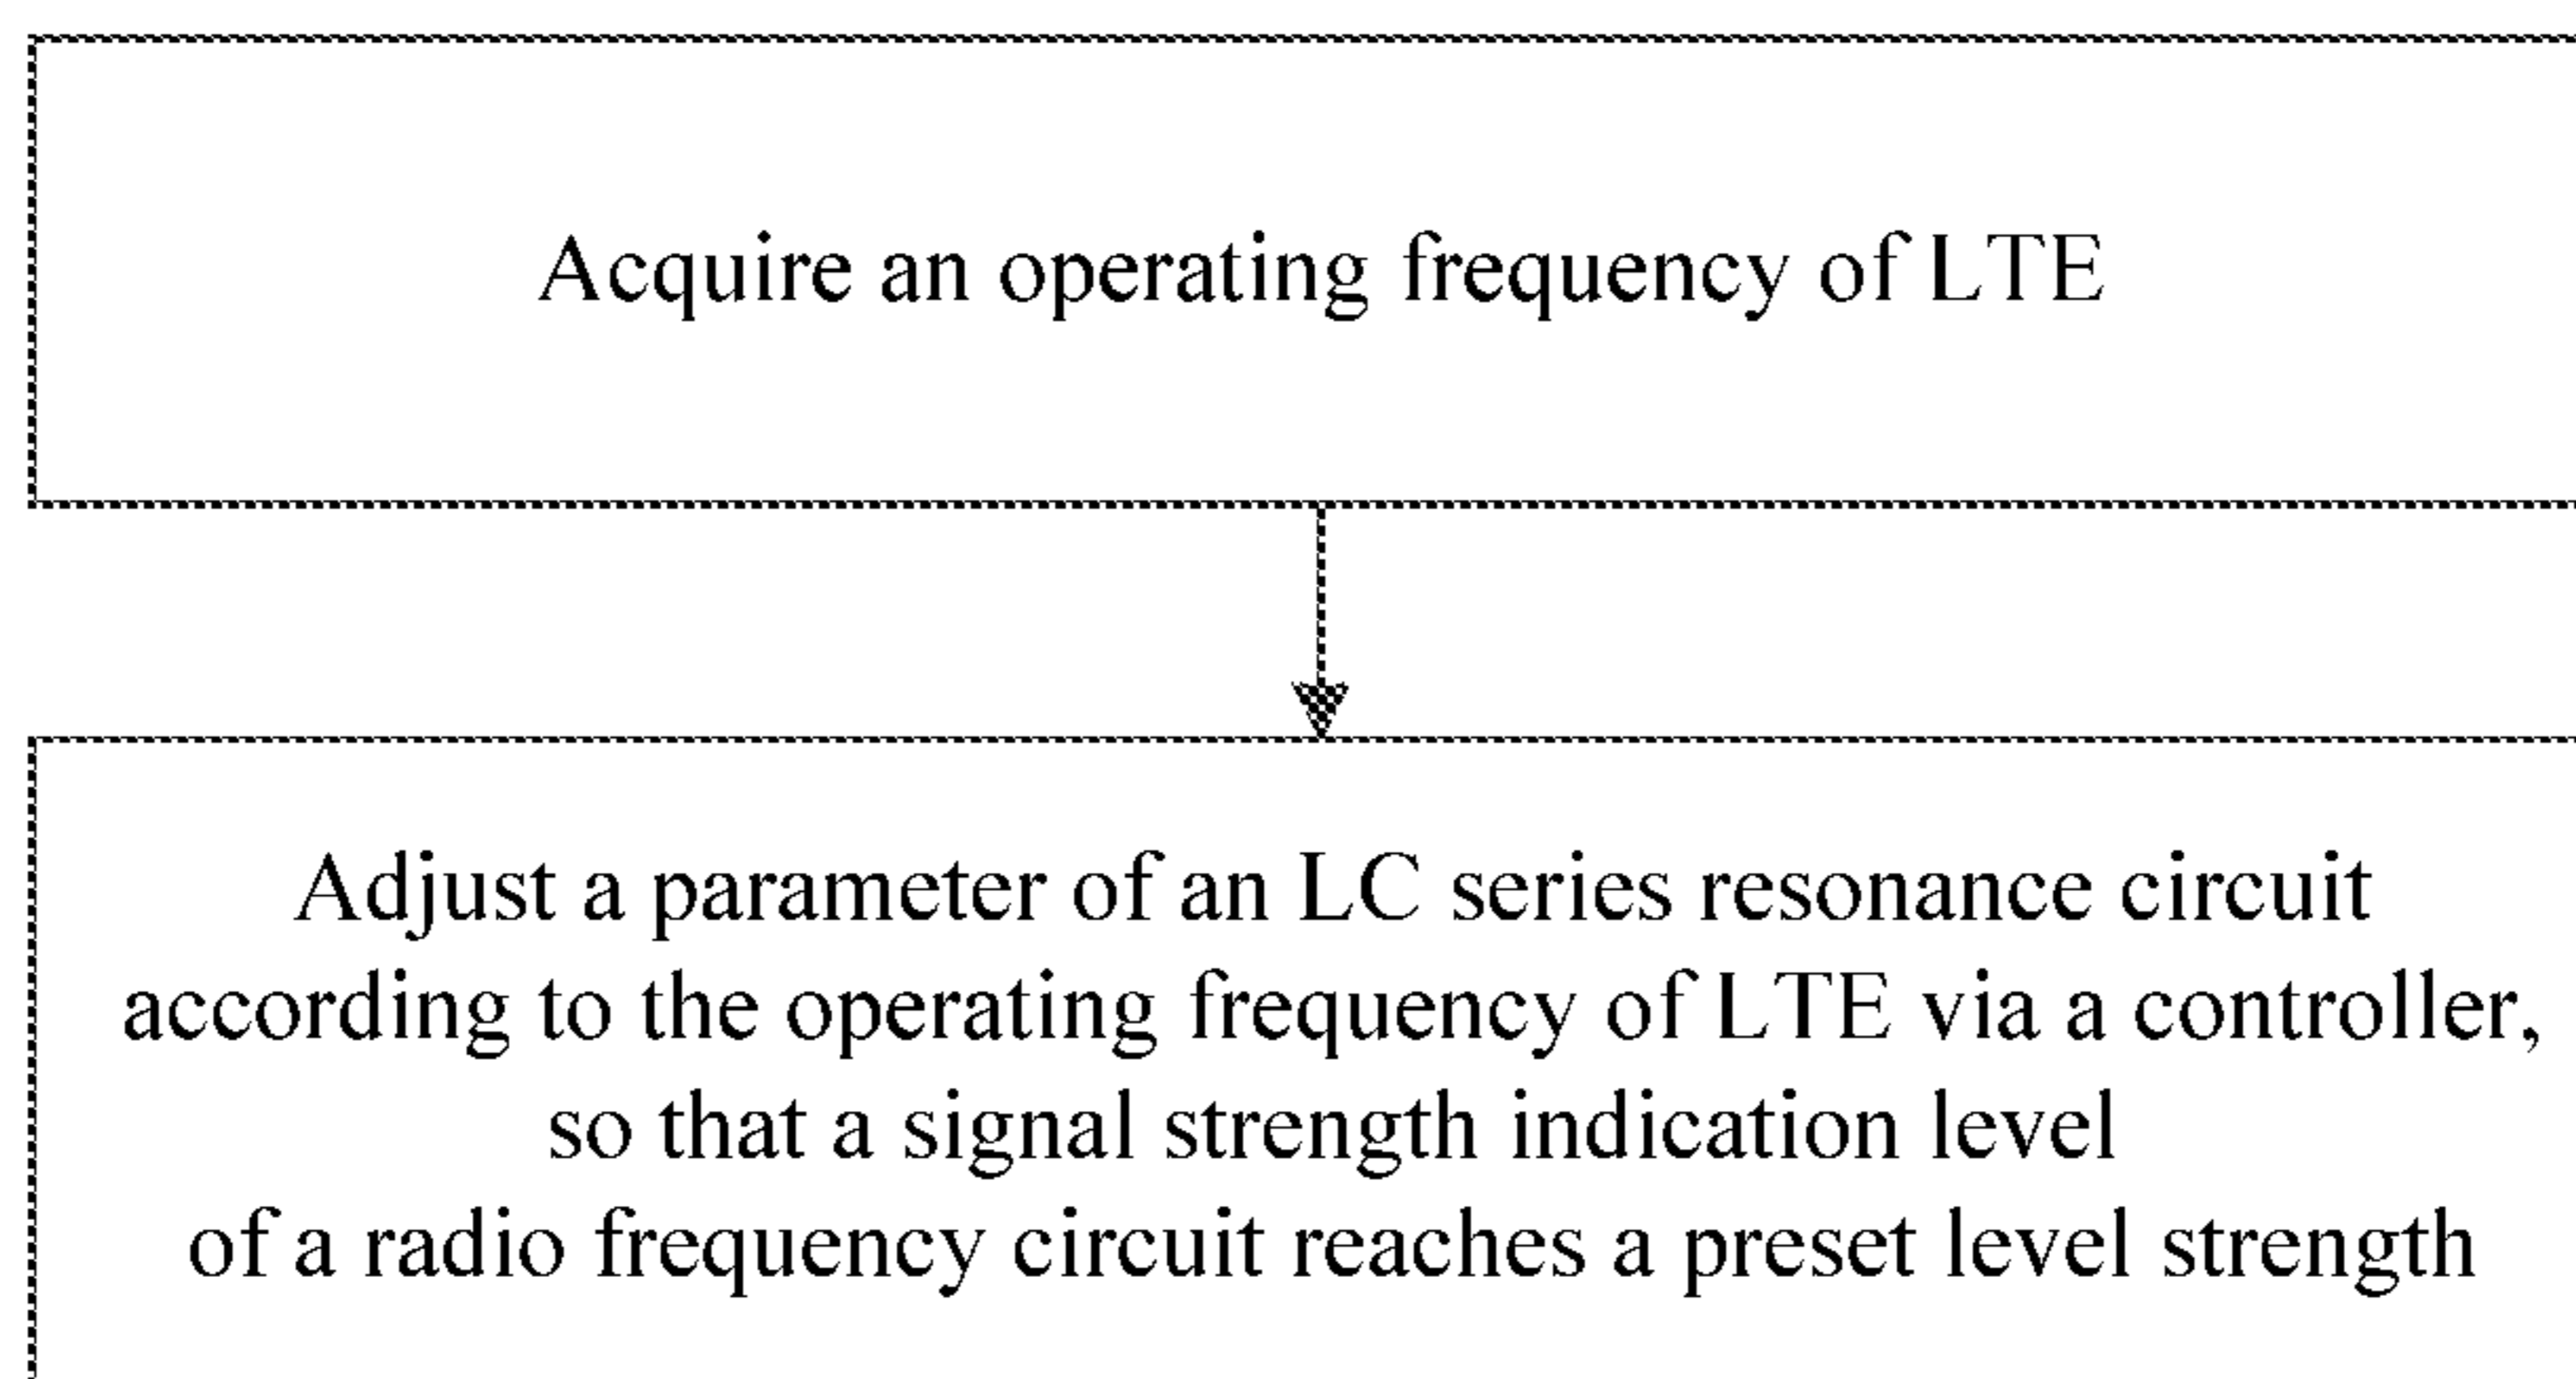 Acquire an operating frequency of LTE
Adjust a parameter of an LC series resonance circuit
according to the operating frequency of LTE via a controller,
so that a signal strength indication level
of a radio frequency circuit reaches a preset level strength